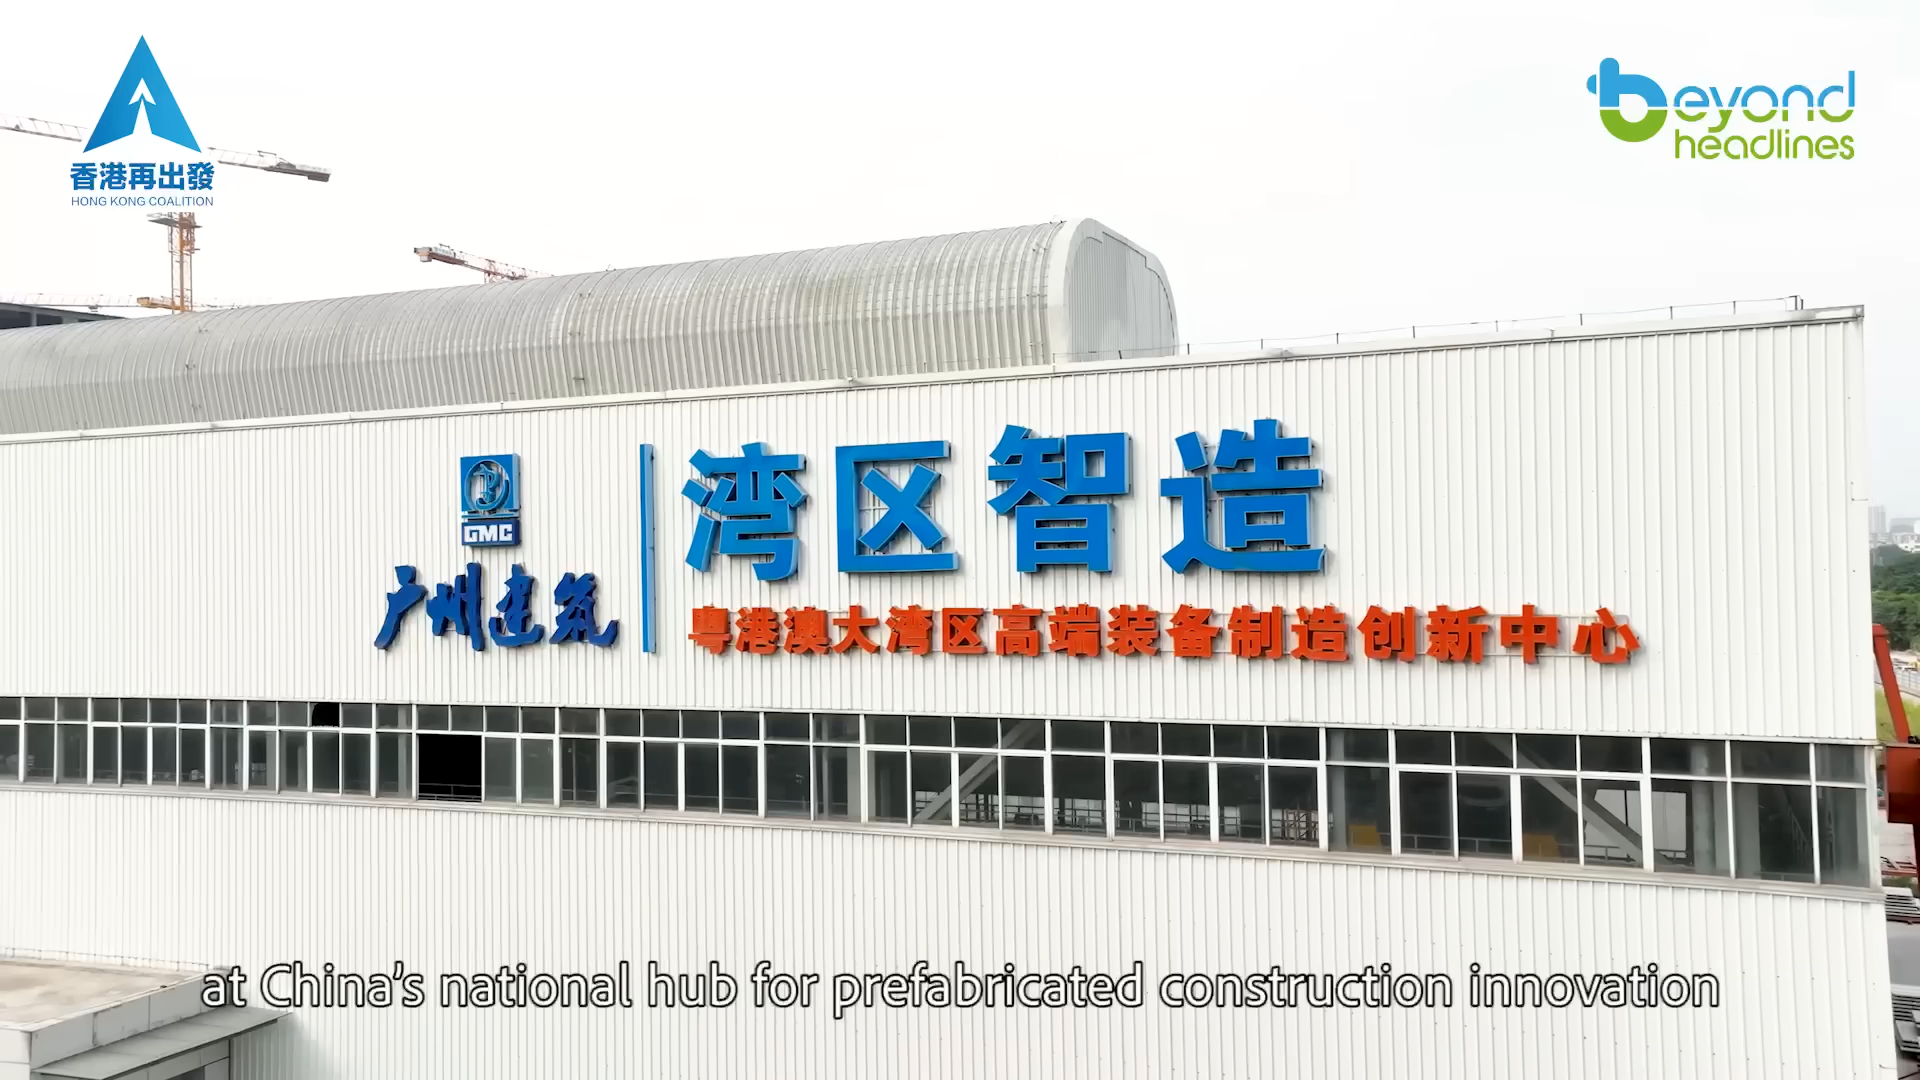 香港再出發
HONG KONG COALITION
beyond
headlines
GMC
广州建筑
湾区智造
粤港澳大湾区高端装备制造创新中心
at China's national hub for prefabricated construction innovation